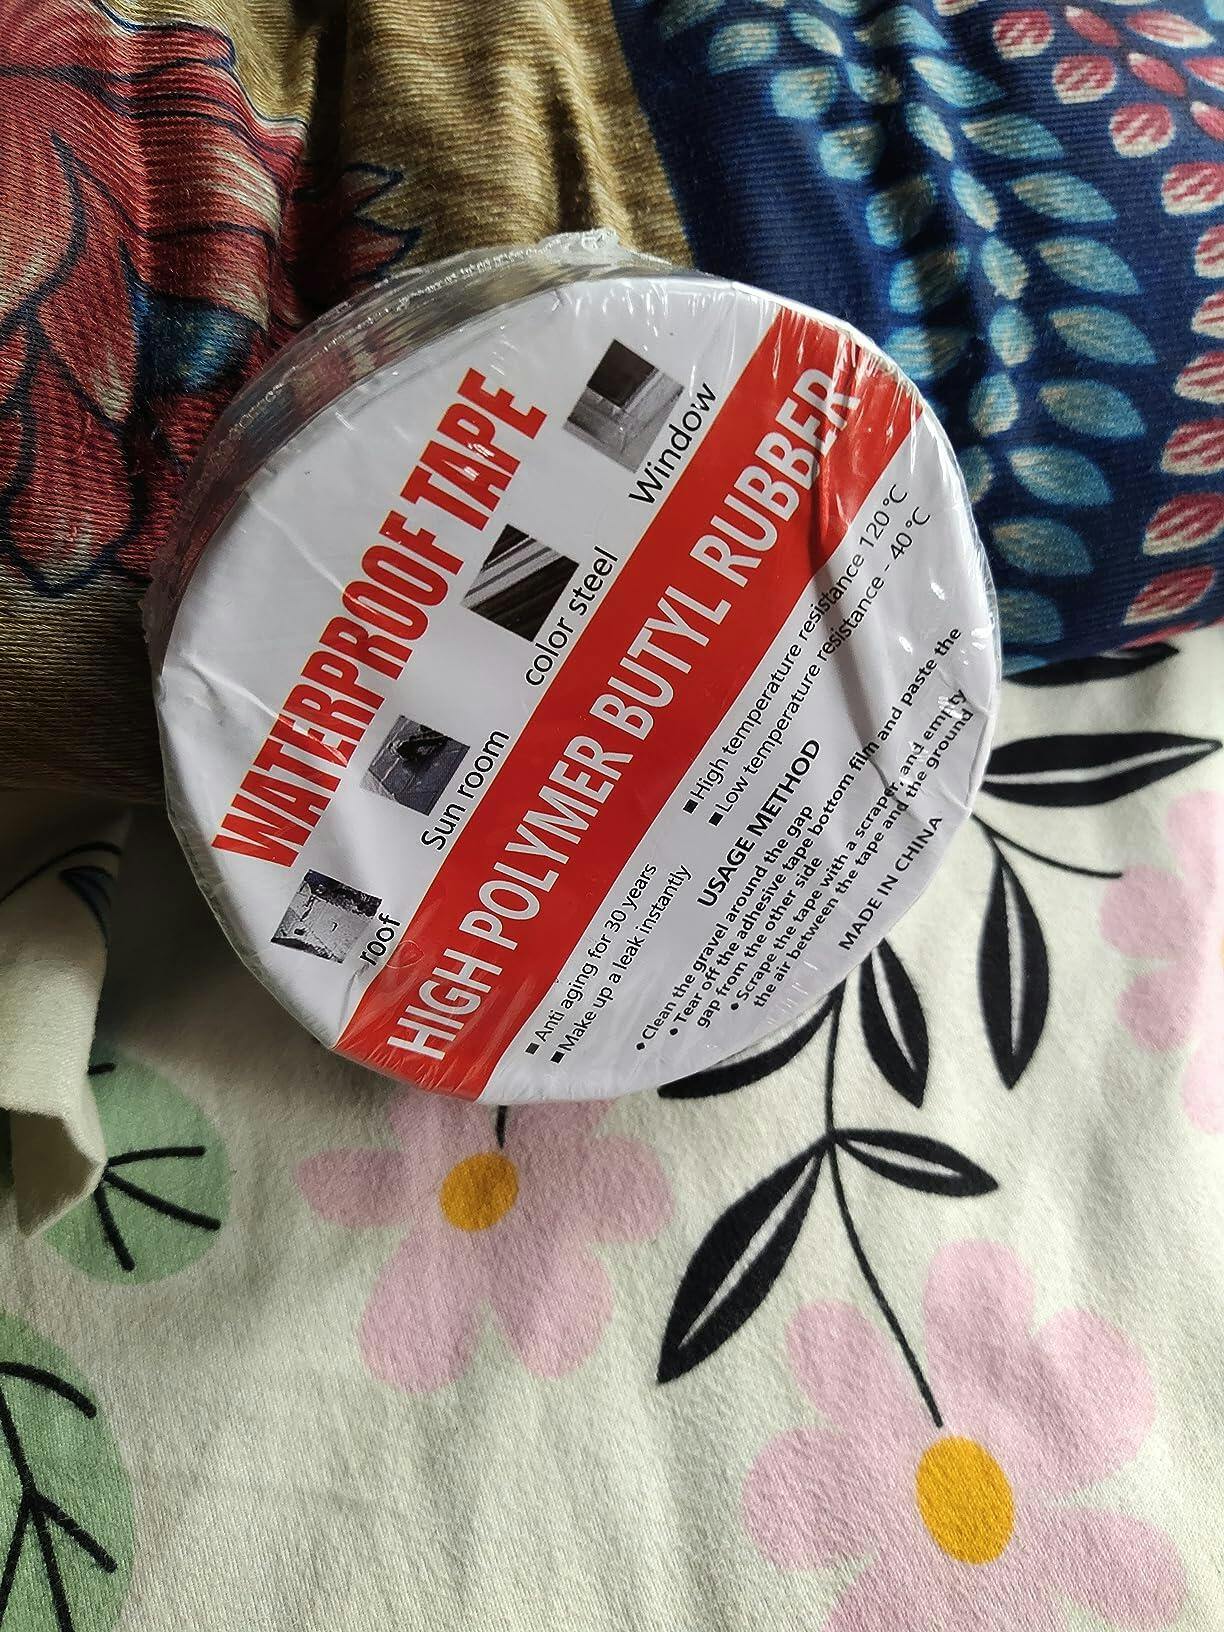 WATERPROOF TAPE
roof
Sun room
color steel
Window
HIGH POLYMER BUTYL RUBBER
■ Anti aging for 30 years
■ Make up a leak instantly
■ High temperature resistance 120 °C
■ Low temperature resistance - 40 °C
USAGE METHOD
• Clean the gravel around the gap
• Tear off the adhesive tape bottom film and paste the
gap from the other side
• Scrape the tape with a scraper, and empty
the air between the tape and the ground
MADE IN CHINA